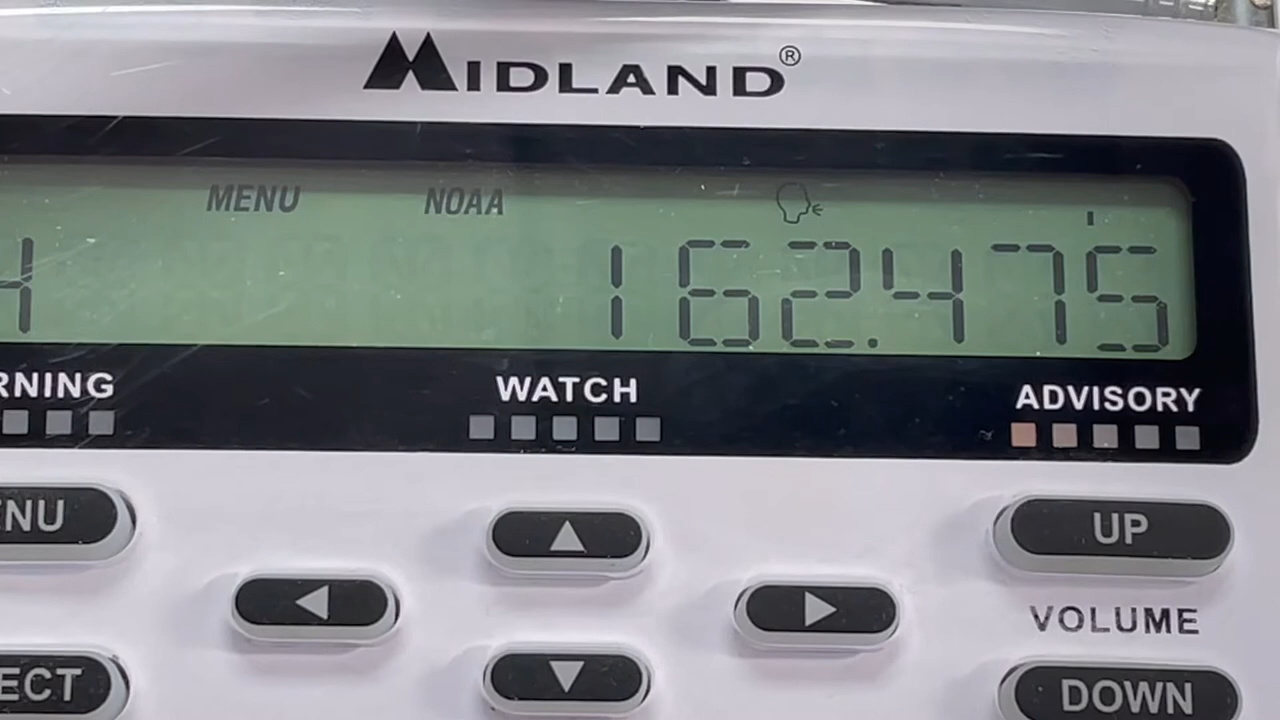 MIDLAND®
MENU NOAA
162.475
RNING WATCH ADVISORY
NU UP
VOLUME
ECT DOWN